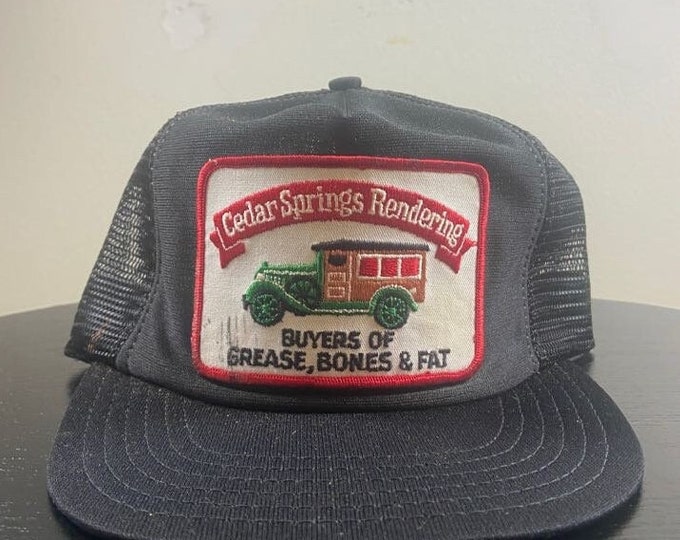 Cedar Springs Rendering
BUYERS OF
GREASE, BONES & FAT